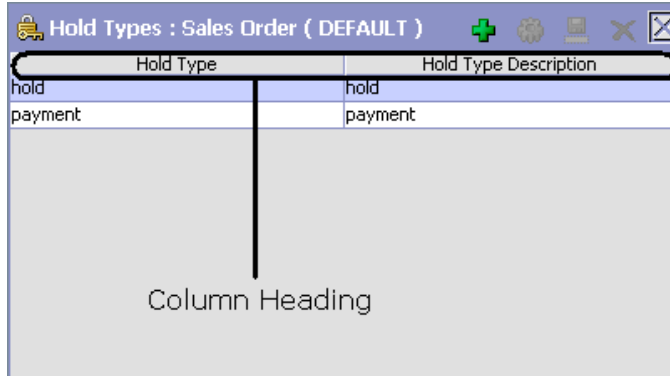 Hold Types : Sales Order ( DEFAULT )
Hold Type Hold Type Description
hold hold
payment payment
Column Heading